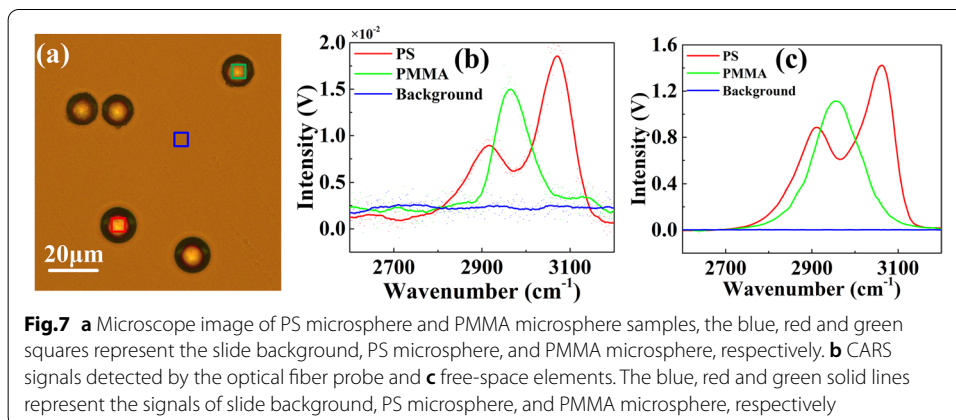 (a)
20μm
×10⁻²
2.0
1.5
1.0
0.5
0.0
Intensity (V)
PS
PMMA
Background
(b)
2700 2900 3100
Wavenumber (cm⁻¹)
1.6
1.2
0.8
0.4
0.0
Intensity (V)
PS
PMMA
Background
(c)
2700 2900 3100
Wavenumber (cm⁻¹)
Fig.7 a Microscope image of PS microsphere and PMMA microsphere samples, the blue, red and green
squares represent the slide background, PS microsphere, and PMMA microsphere, respectively. b CARS
signals detected by the optical fiber probe and c free-space elements. The blue, red and green solid lines
represent the signals of slide background, PS microsphere, and PMMA microsphere, respectively